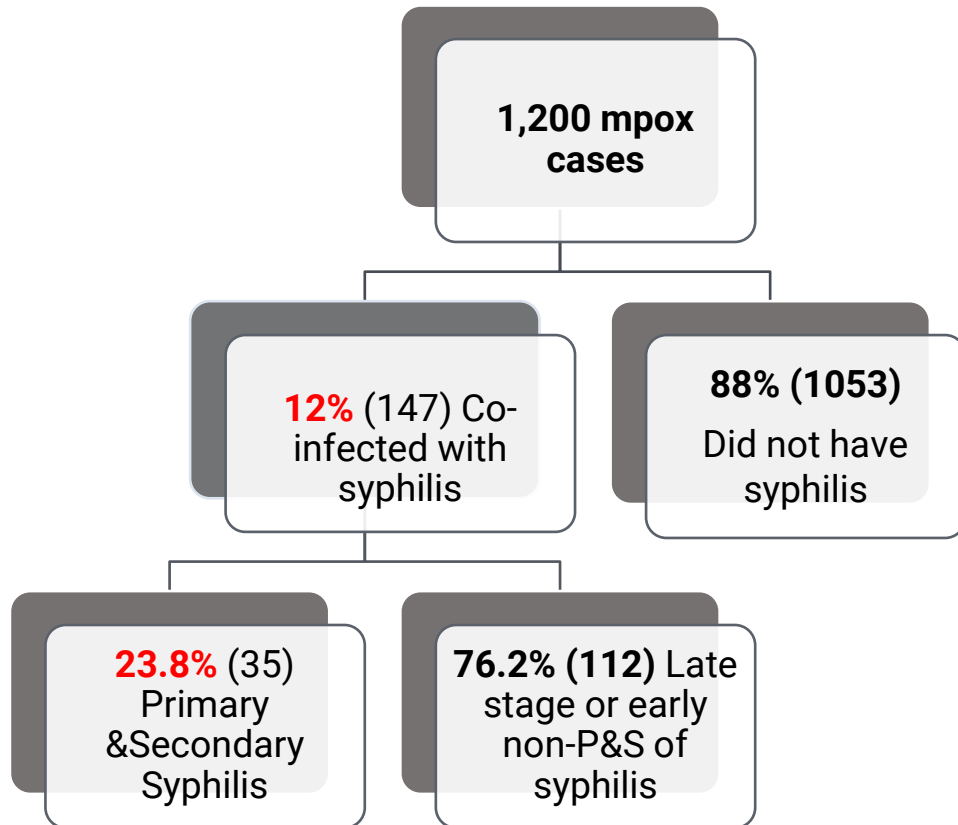 1,200 mpox
cases
12% (147) Co-
infected with
syphilis
88% (1053)
Did not have
syphilis
23.8% (35)
Primary
&Secondary
Syphilis
76.2% (112) Late
stage or early
non-P&S of
syphilis